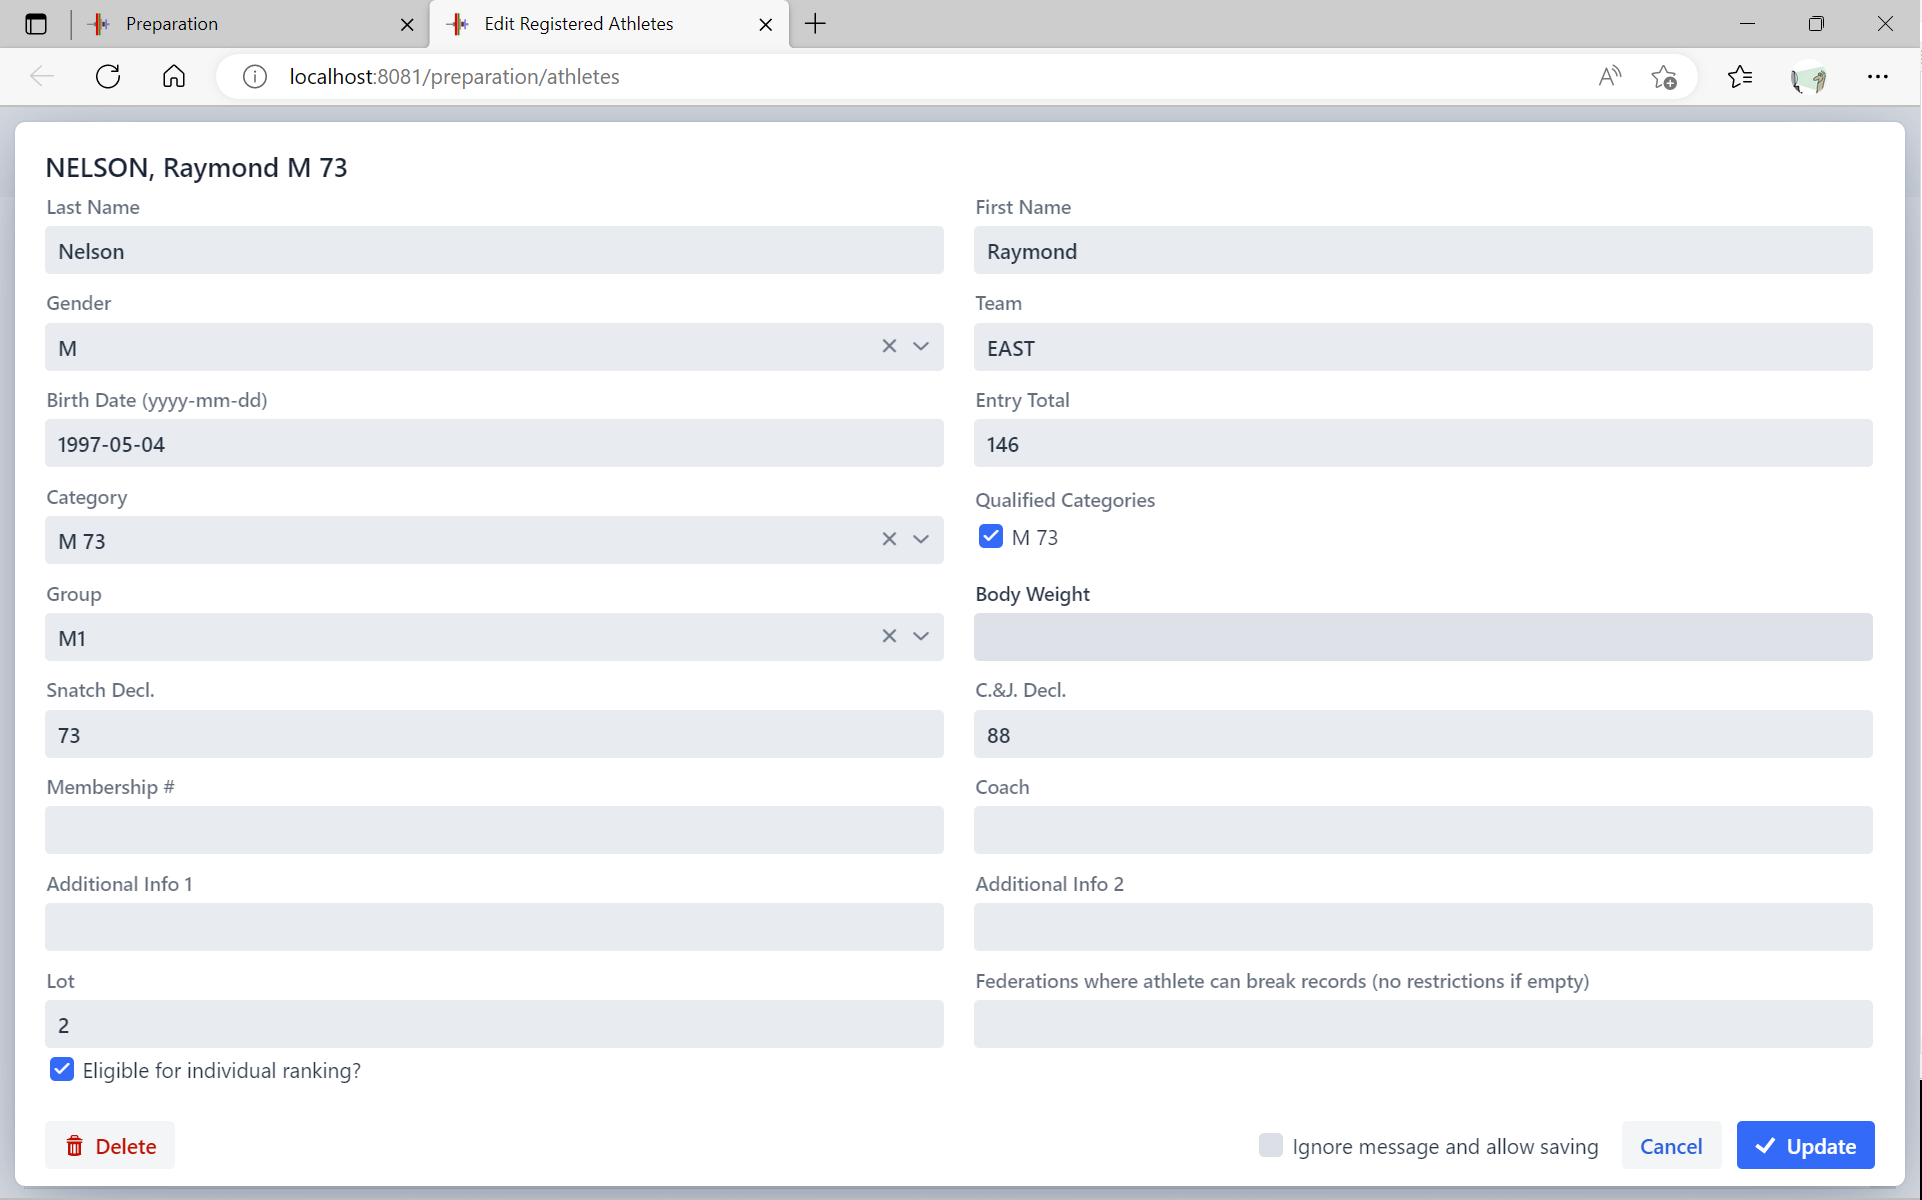 Preparation
Edit Registered Athletes
localhost:8081/preparation/athletes
NELSON, Raymond M 73
Last Name
First Name
Nelson
Raymond
Gender
Team
M
EAST
Birth Date (yyyy-mm-dd)
Entry Total
1997-05-04
146
Category
Qualified Categories
M 73
M 73
Group
Body Weight
M1
Snatch Decl.
C.&J. Decl.
73
88
Membership #
Coach
Additional Info 1
Additional Info 2
Lot
Federations where athlete can break records (no restrictions if empty)
2
Eligible for individual ranking?
Delete
Ignore message and allow saving
Cancel
Update